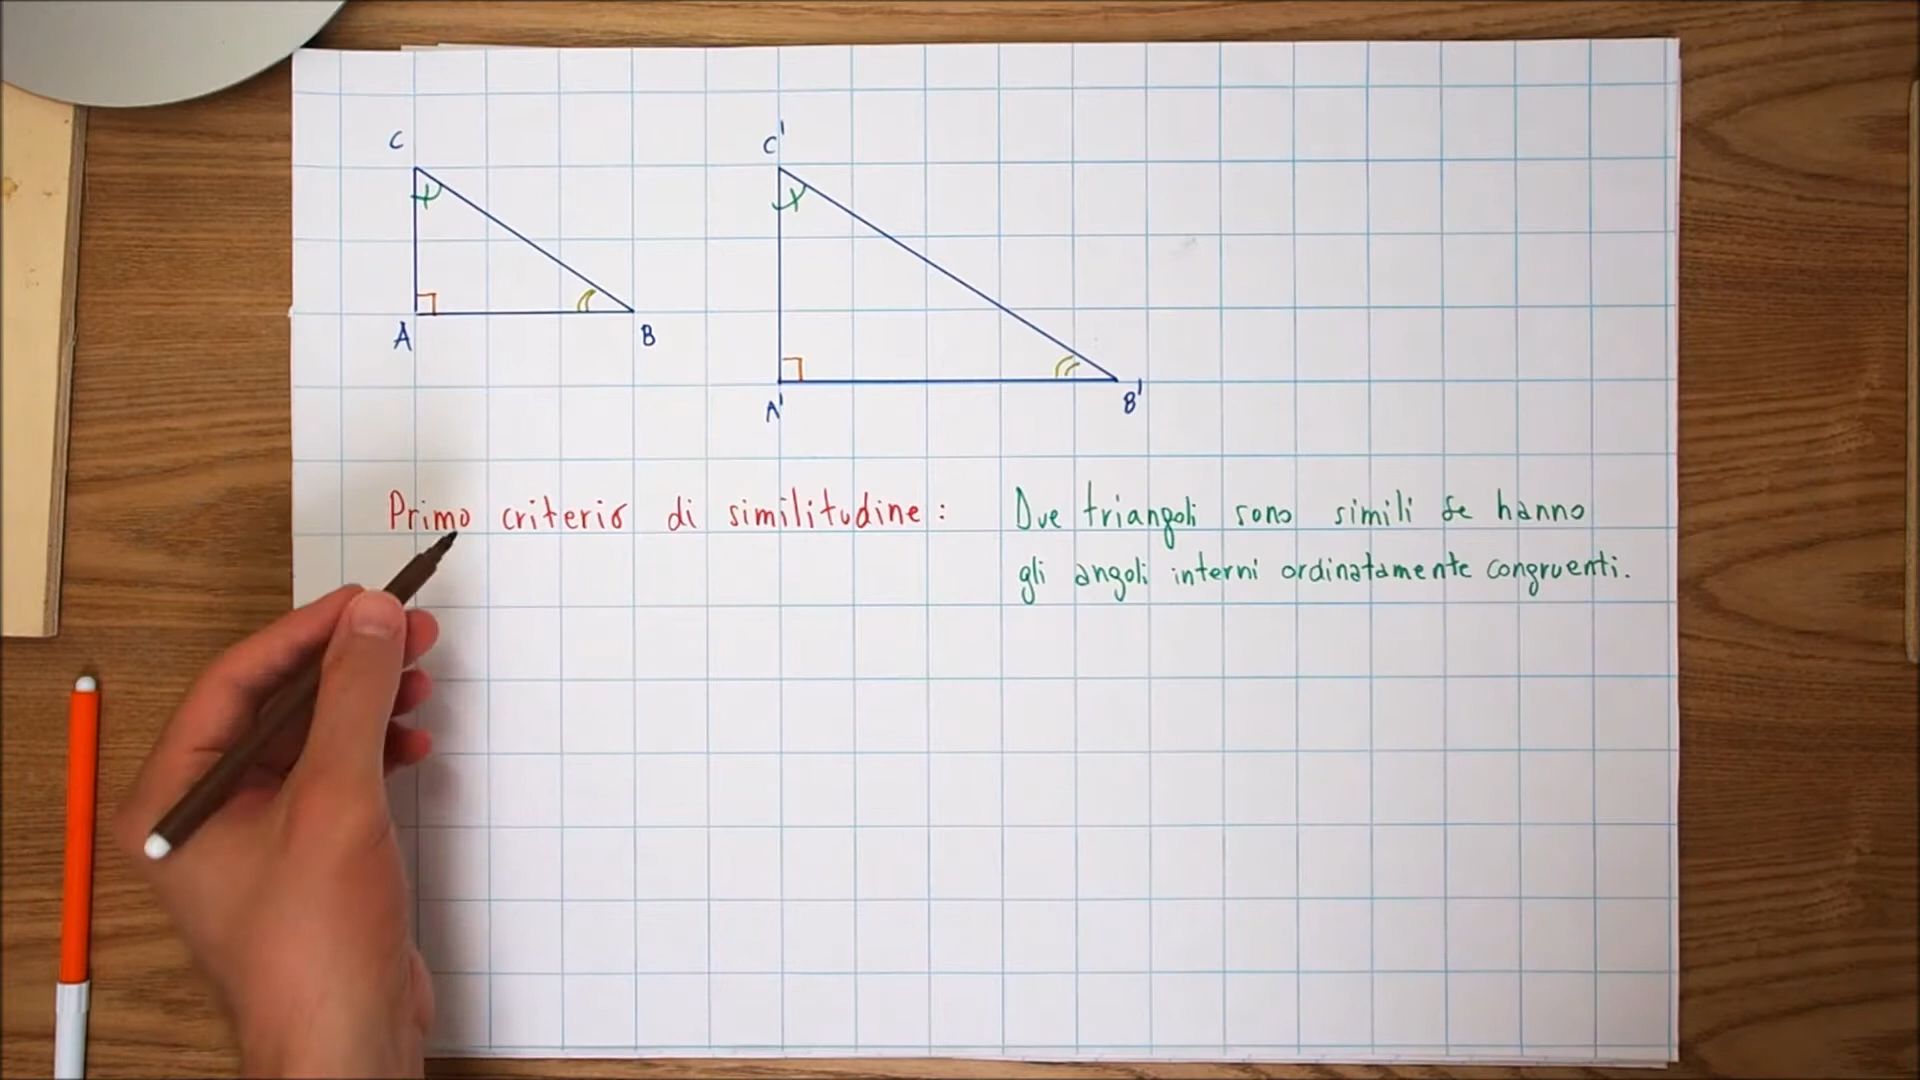 C
C'
A
B
A'
B'
Primo criterio di similitudine : Due triangoli sono simili se hanno
gli angoli interni ordinatamente congruenti.